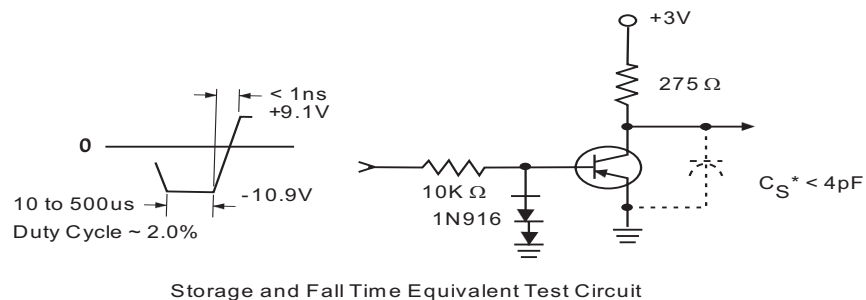 +3V
275 Ω
< 1ns
+9.1V
0
-10.9V
10 to 500us
Duty Cycle ~ 2.0%
10K Ω
1N916
CS* < 4pF
Storage and Fall Time Equivalent Test Circuit